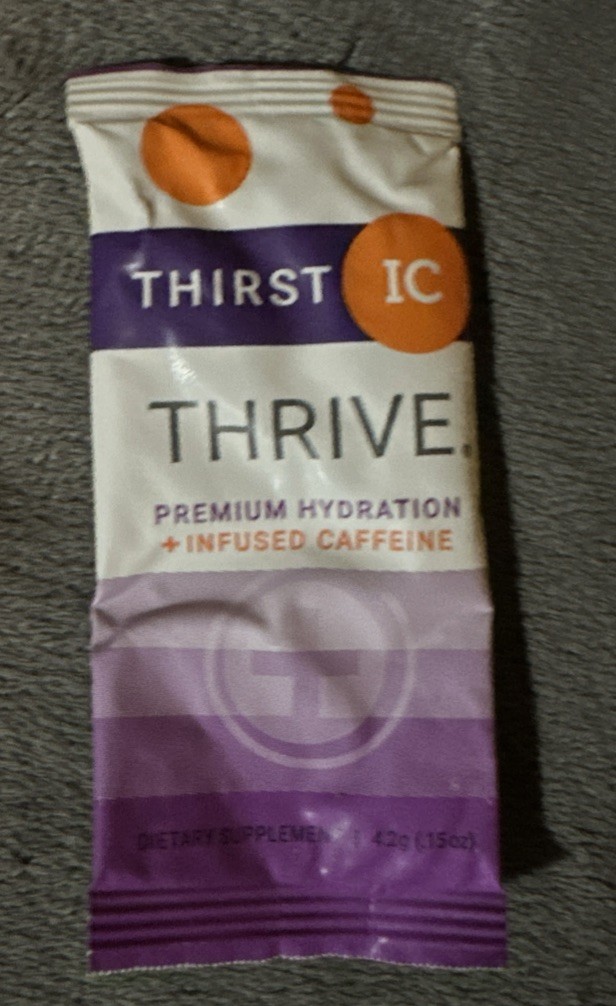 THIRST IC
THRIVE.
PREMIUM HYDRATION
+ INFUSED CAFFEINE
DIETARY SUPPLEMENT | 4.2g (.15oz)